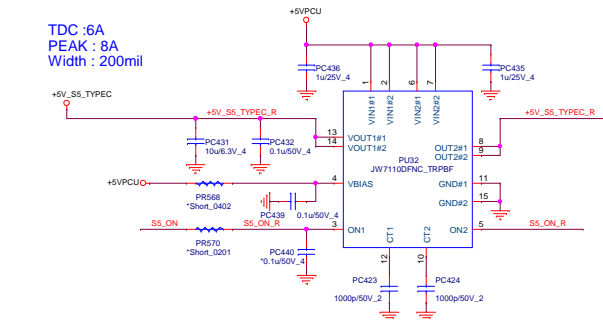 +5VPCU
TDC :6A
PEAK : 8A
Width : 200mil
PC436
1u/25V_4
PC435
1u/25V_4
1
2
6
7
VIN1#1
VIN1#2
VIN2#1
VIN2#2
+5V_S5_TYPEC
+5V_S5_TYPEC_R
+5V_S5_TYPEC_R
PC431
10u/6.3V_4
PC432
0.1u/50V_4
13
14
VOUT1#1
VOUT1#2
PU32
JW7110DFNC_TRPBF
OUT2#1
OUT2#2
8
9
+5VPCU
PR568
*Short_0402
4
VBIAS
GND#1
11
GND#2
15
PC439
0.1u/50V_4
S5_ON
S5_ON_R
3
ON1
CT1
CT2
ON2
5
S5_ON_R
PR570
*Short_0201
PC440
*0.1u/50V_4
12
10
PC423
1000p/50V_2
PC424
1000p/50V_2